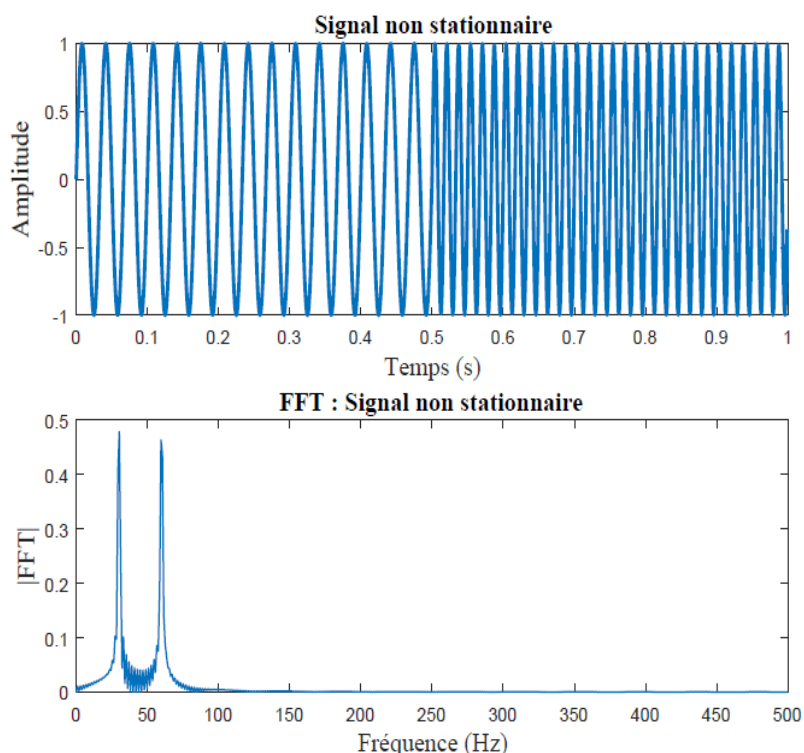 Signal non stationnaire
1
0.5
0
-0.5
-1
Amplitude
0 0.1 0.2 0.3 0.4 0.5 0.6 0.7 0.8 0.9 1
Temps (s)
FFT : Signal non stationnaire
0.5
0.4
0.3
0.2
0.1
0
|FFT|
0 50 100 150 200 250 300 350 400 450 500
Fréquence (Hz)